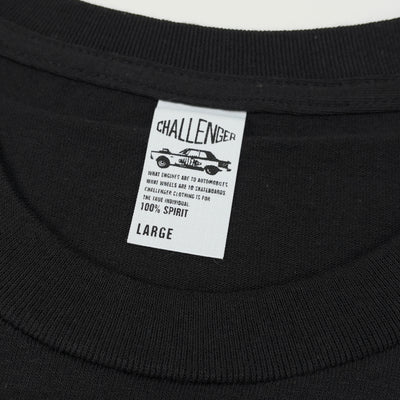 CHALLENGER
WHAT ENGINES ARE TO AUTOMOBILES
WHAT WHEELS ARE TO SKATEBOARDS
CHALLENGER CLOTHING IS FOR
THE TRUE INDIVIDUAL.
100% SPIRIT
LARGE